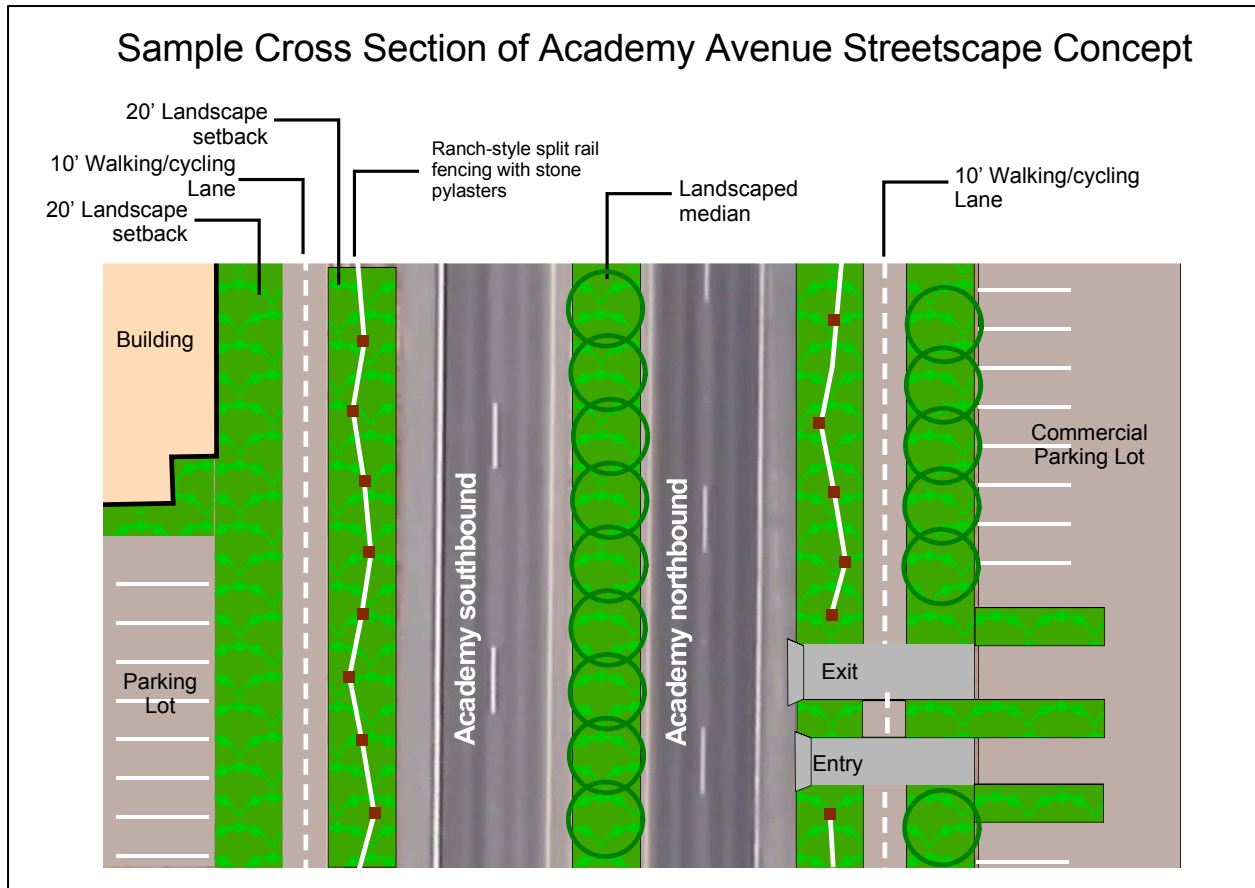 Sample Cross Section of Academy Avenue Streetscape Concept
20’ Landscape
setback
10’ Walking/cycling
Lane
20’ Landscape
setback
Ranch-style split rail
fencing with stone
pylasters
Landscaped
median
10’ Walking/cycling
Lane
Building
Parking
Lot
Academy southbound
Academy northbound
Commercial
Parking Lot
Exit
Entry